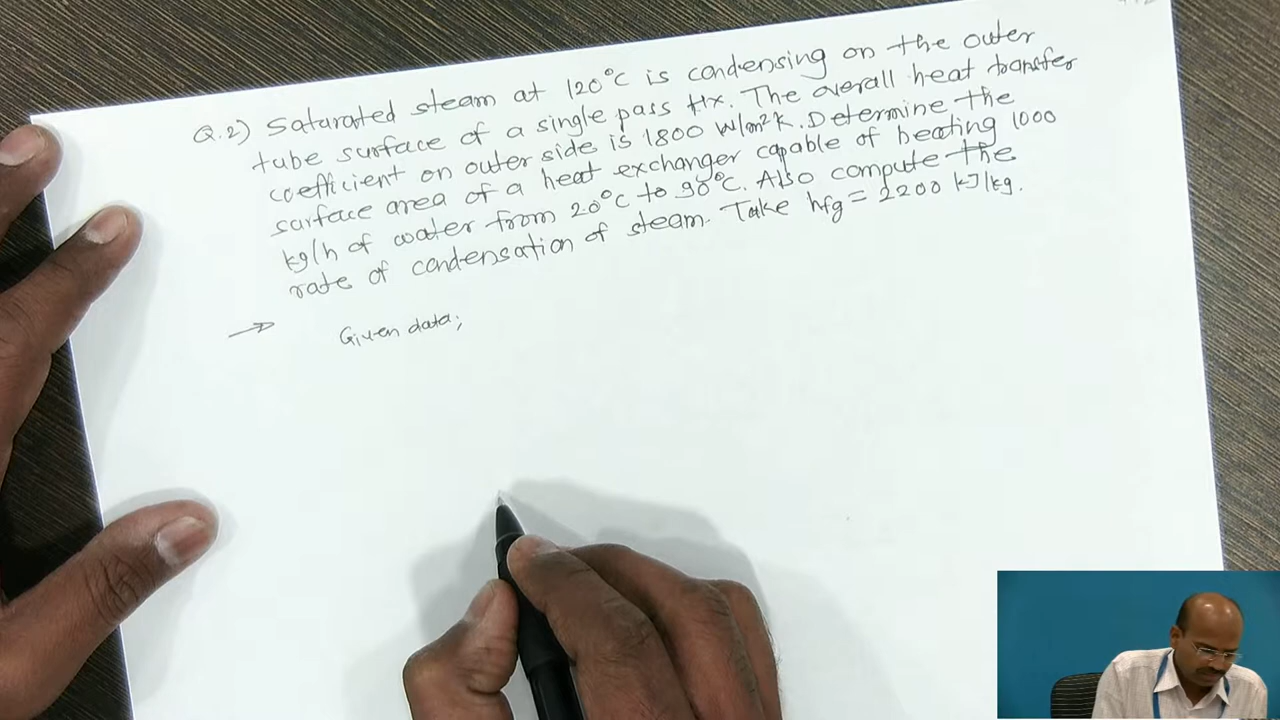 Q.2) Saturated steam at 120°C is condensing on the outer
tube surface of a single pass Hx. The overall heat transfer
coefficient on outer side is 1800 W/m²K. Determine the
surface area of a heat exchanger capable of heating 1000
kg/h of water from 20°C to 90°C. Also compute the
rate of condensation of steam. Take hfg = 2200 kJ/kg.
→ Given data;